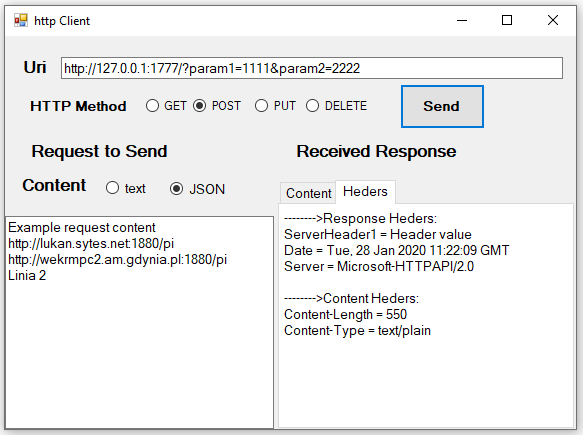 http Client
Uri http://127.0.0.1:1777/?param1=1111&param2=2222
HTTP Method GET POST PUT DELETE Send
Request to Send
Received Response
Content text JSON
Content Heders
Example request content
http://lukan.sytes.net:1880/pi
http://wekrmpc2.am.gdynia.pl:1880/pi
Linia 2
-------->Response Heders:
ServerHeader1 = Header value
Date = Tue, 28 Jan 2020 11:22:09 GMT
Server = Microsoft-HTTPAPI/2.0
-------->Content Heders:
Content-Length = 550
Content-Type = text/plain